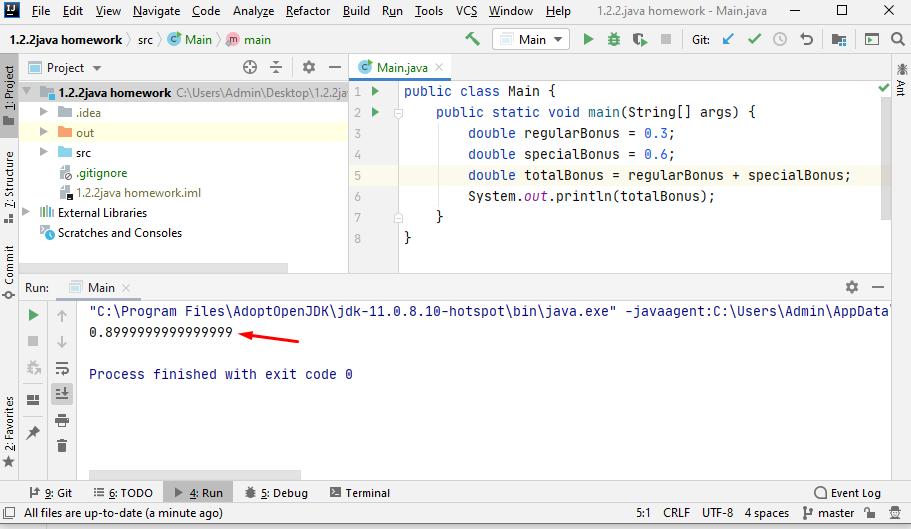 File Edit View Navigate Code Analyze Refactor Build Run Tools VCS Window Help 1.2.2java homework - Main.java
1.2.2java homework src Main main Main Git:
Project Main.java
1: Project
7: Structure
Commit
2: Favorites
Ant
1.2.2java homework C:\Users\Admin\Desktop\1.2.2jav
.idea
out
src
.gitignore
1.2.2java homework.iml
External Libraries
Scratches and Consoles
1 public class Main {
2 public static void main(String[] args) {
3 double regularBonus = 0.3;
4 double specialBonus = 0.6;
5 double totalBonus = regularBonus + specialBonus;
6 System.out.println(totalBonus);
7 }
8 }
Run: Main
"C:\Program Files\AdoptOpenJDK\jdk-11.0.8.10-hotspot\bin\java.exe" -javaagent:C:\Users\Admin\AppData\
0.8999999999999999
Process finished with exit code 0
9: Git 6: TODO 4: Run 5: Debug Terminal Event Log
All files are up-to-date (a minute ago) 5:1 CRLF UTF-8 4 spaces master